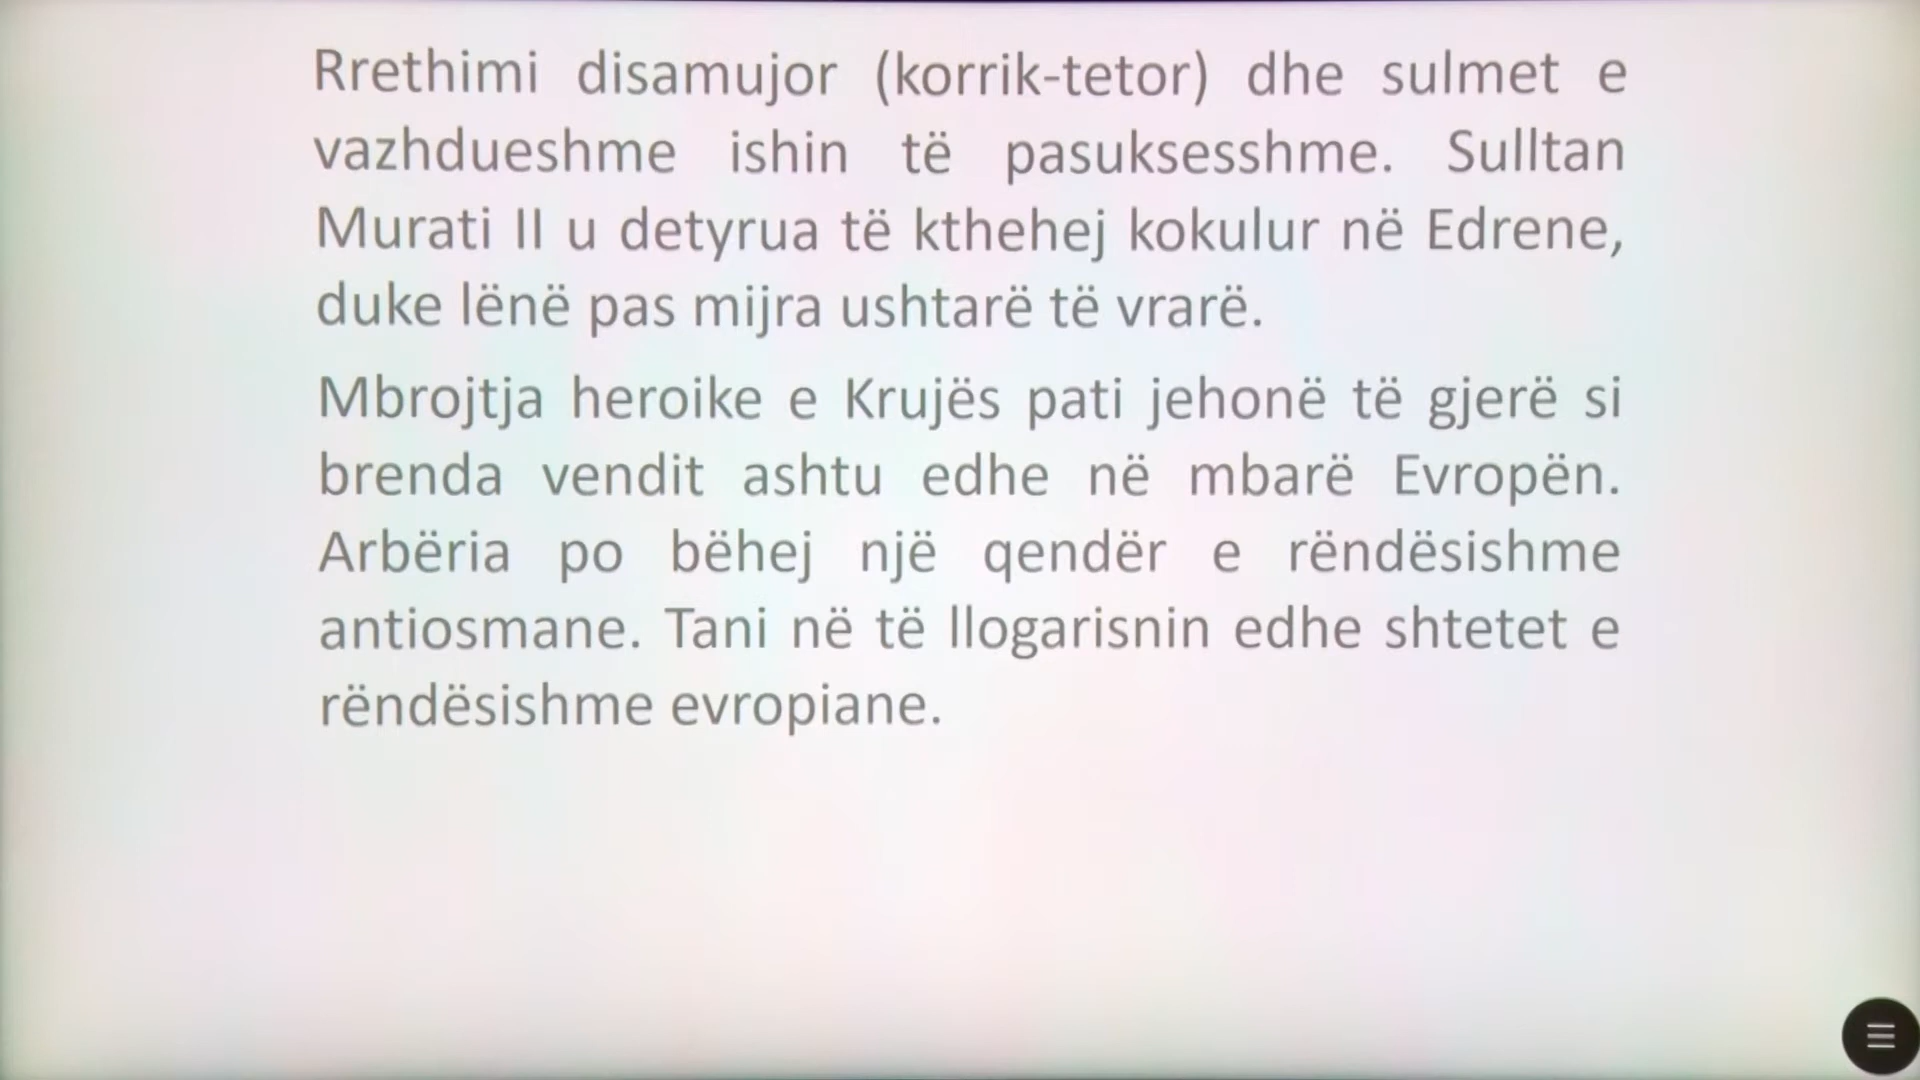 Rrethimi disamujor (korrik-tetor) dhe sulmet e
vazhdueshme ishin të pasuksesshme. Sulltan
Murati II u detyrua të kthehej kokulur në Edrene,
duke lënë pas mijra ushtarë të vrarë.
Mbrojtja heroike e Krujës pati jehonë të gjerë si
brenda vendit ashtu edhe në mbarë Evropën.
Arbëria po bëhej një qendër e rëndësishme
antiosmane. Tani në të llogarisnin edhe shtetet e
rëndësishme evropiane.